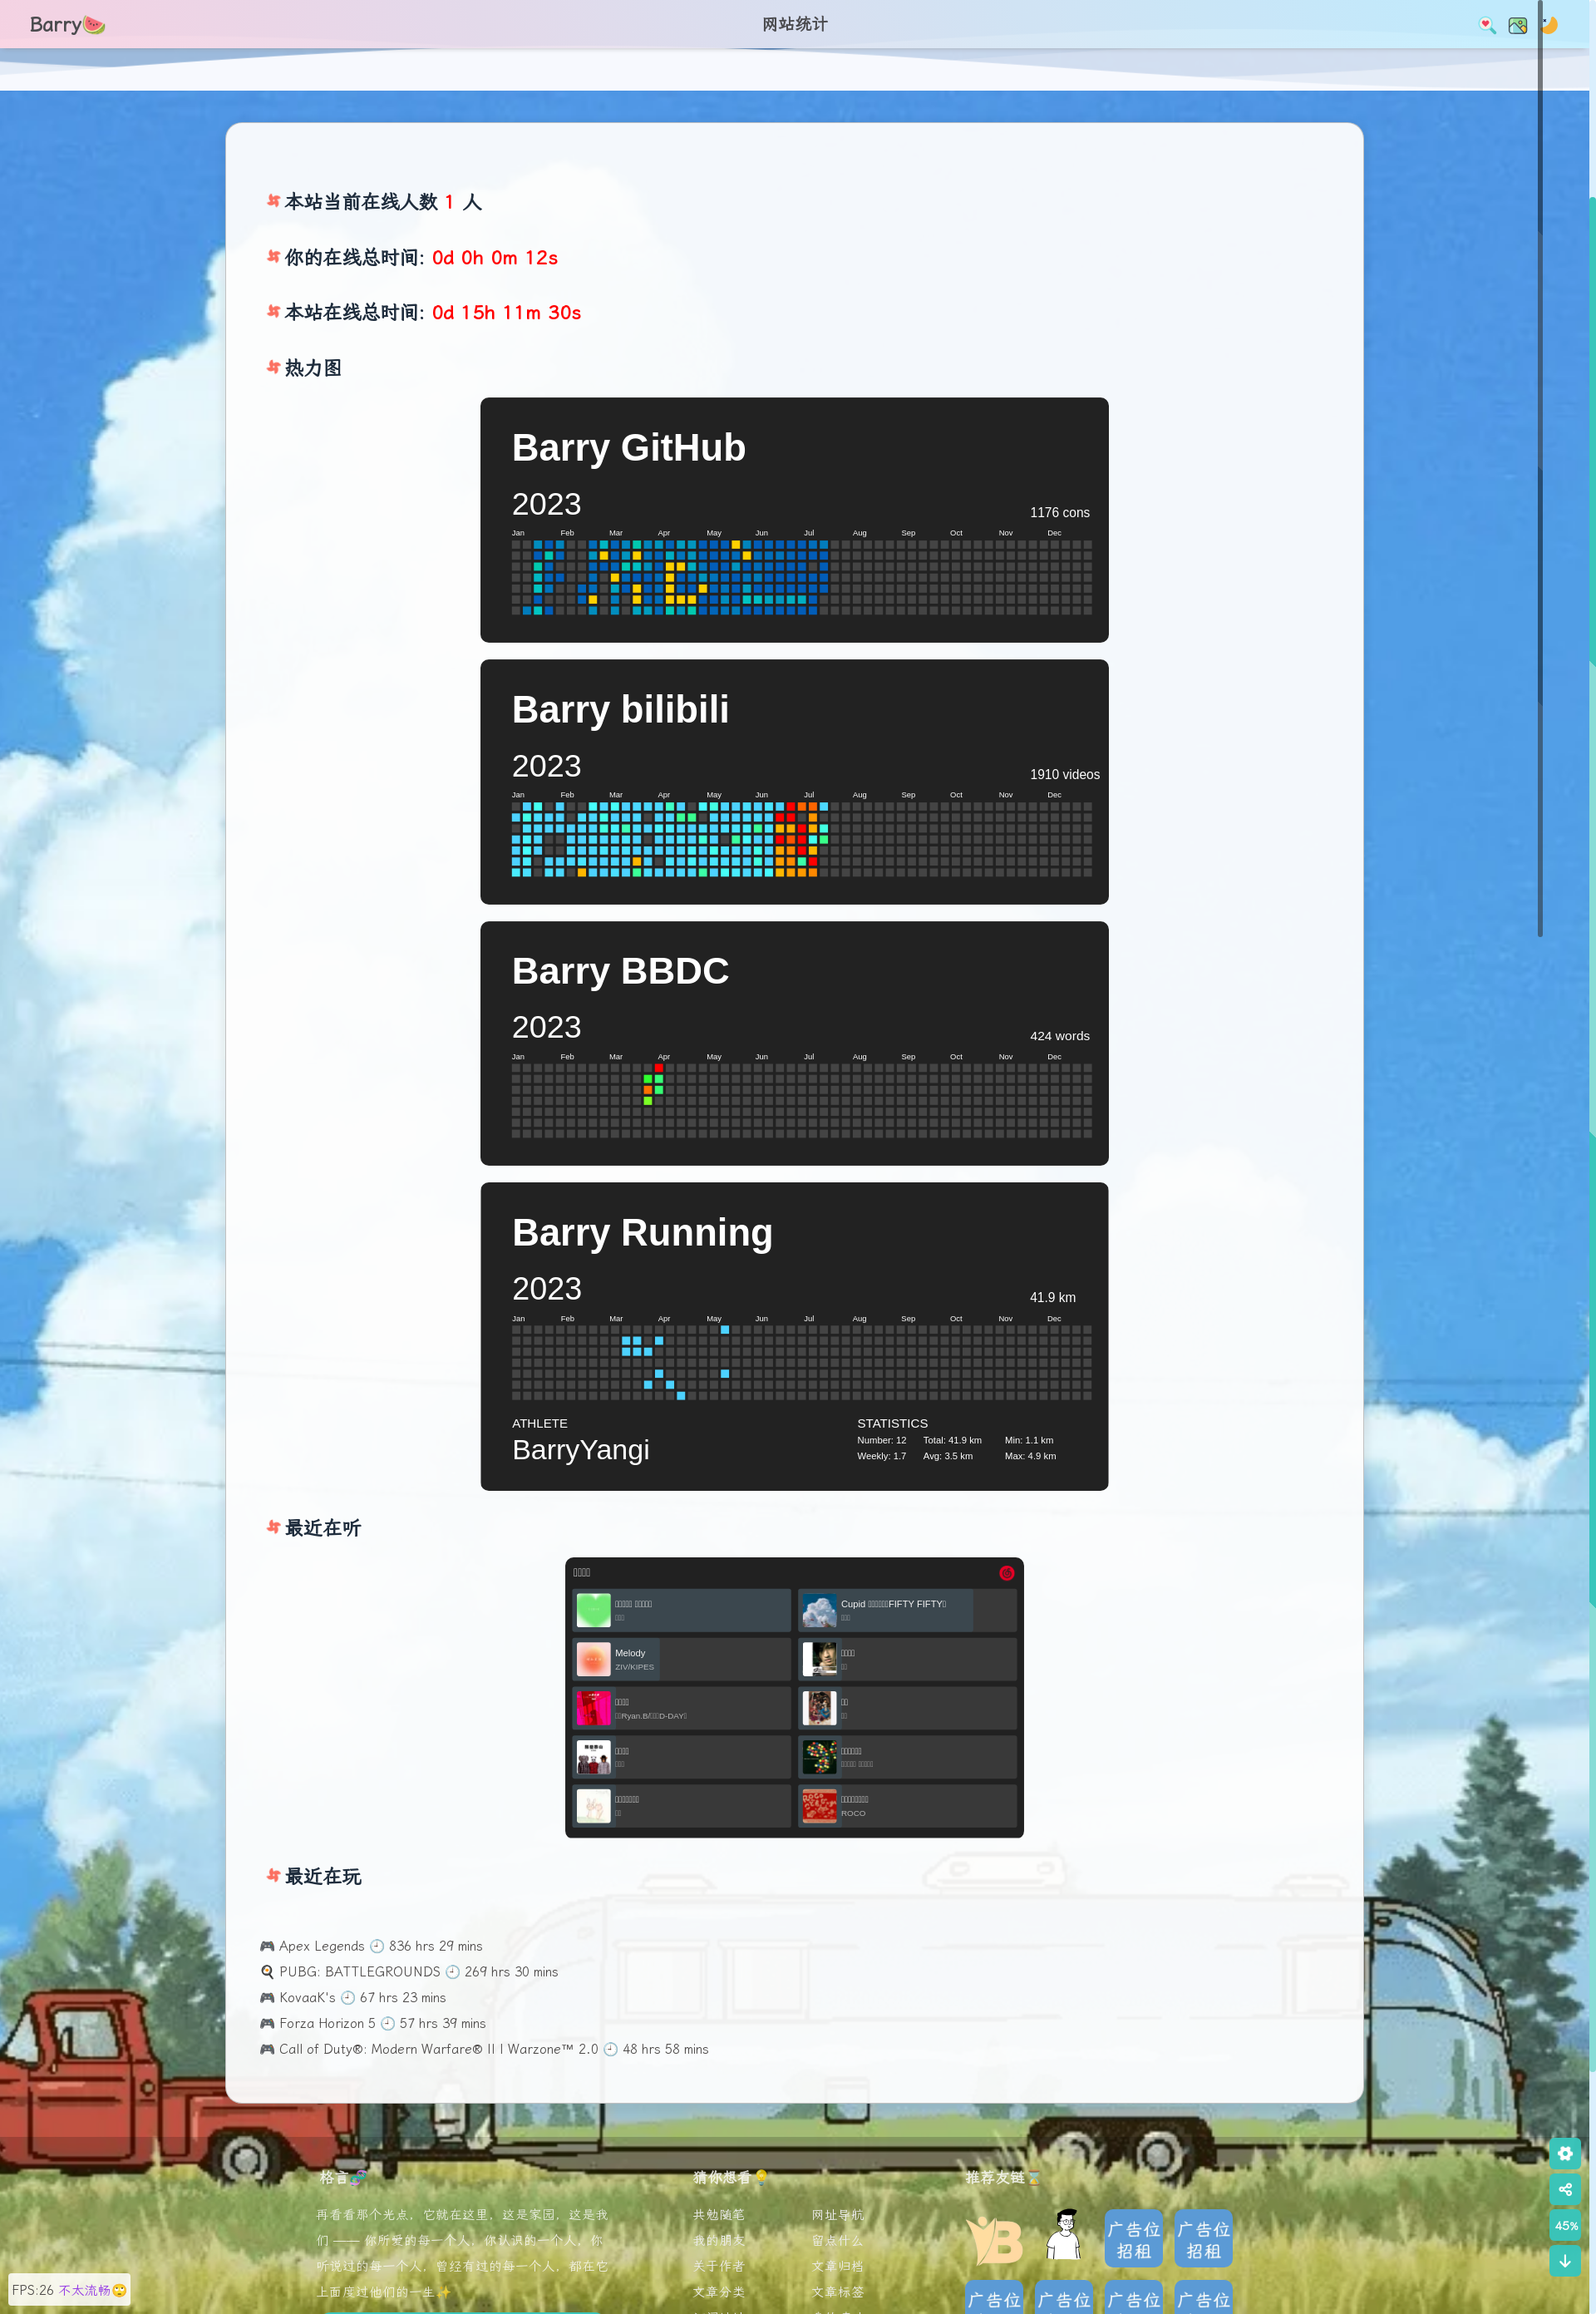 Barry🍉
网站统计
本站当前在线人数 1 人
你的在线总时间: 0d 0h 0m 12s
本站在线总时间: 0d 15h 11m 30s
热力图
Barry GitHub
2023
1176 cons
Jan Feb Mar Apr May Jun Jul Aug Sep Oct Nov Dec
Barry bilibili
2023
1910 videos
Jan Feb Mar Apr May Jun Jul Aug Sep Oct Nov Dec
Barry BBDC
2023
424 words
Jan Feb Mar Apr May Jun Jul Aug Sep Oct Nov Dec
Barry Running
2023
41.9 km
Jan Feb Mar Apr May Jun Jul Aug Sep Oct Nov Dec
ATHLETE
BarryYangi
STATISTICS
Number: 12 Total: 41.9 km Min: 1.1 km
Weekly: 1.7 Avg: 3.5 km Max: 4.9 km
最近在听
Cupid FIFTY FIFTY
Melody
ZIV/KIPES
Ryan.B/ D-DAY
ROCO
最近在玩
🎮 Apex Legends 🕘 836 hrs 29 mins
🍳 PUBG: BATTLEGROUNDS 🕘 269 hrs 30 mins
🎮 KovaaK's 🕘 67 hrs 23 mins
🎮 Forza Horizon 5 🕘 57 hrs 39 mins
🎮 Call of Duty®: Modern Warfare® II | Warzone™ 2.0 🕘 48 hrs 58 mins
格言🧬
再看看那个光点，它就在这里，这是家园，这是我
们 —— 你所爱的每一个人，你认识的一个人，你
听说过的每一个人，曾经有过的每一个人，都在它
上面度过他们的一生✨
猜你想看💡
共勉随笔 网址导航
我的朋友 留点什么
关于作者 文章归档
文章分类 文章标签
推荐友链⌛
广告位招租
广告位招租
广告位
广告位
广告位
广告位
45%
FPS:26 不太流畅🙄